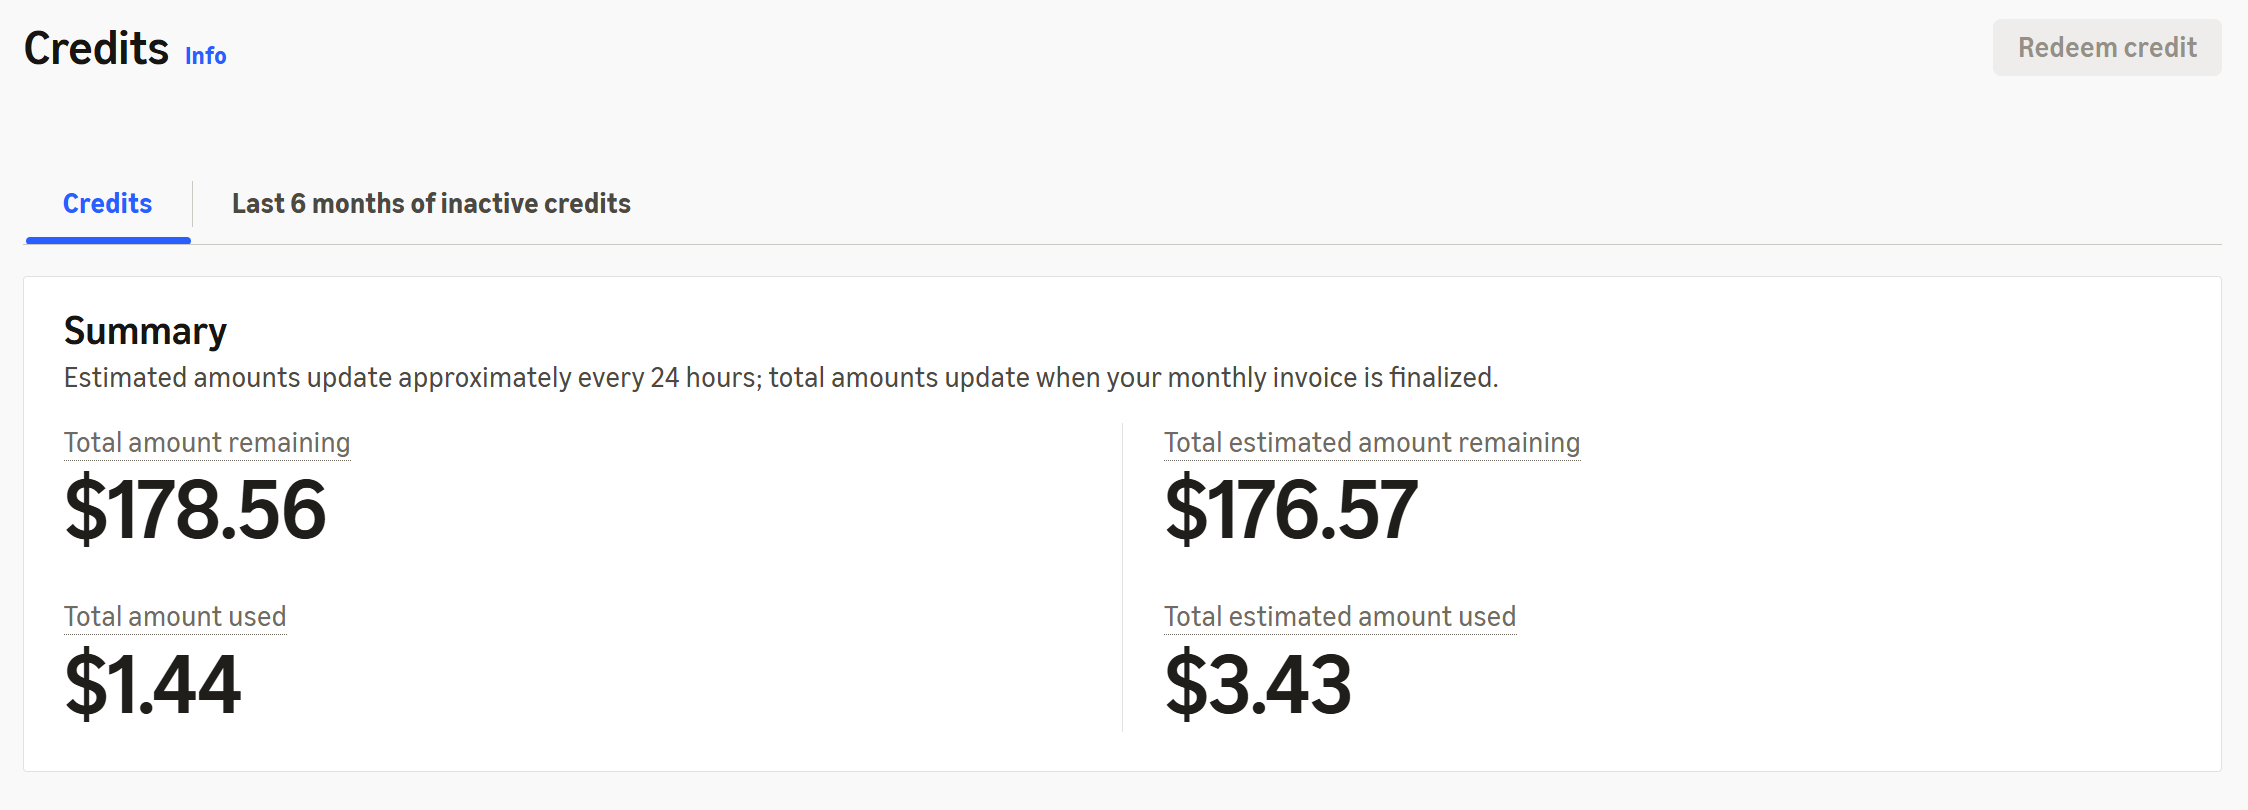 Credits Info
Redeem credit
Credits
Last 6 months of inactive credits
Summary
Estimated amounts update approximately every 24 hours; total amounts update when your monthly invoice is finalized.
Total amount remaining
$178.56
Total estimated amount remaining
$176.57
Total amount used
$1.44
Total estimated amount used
$3.43